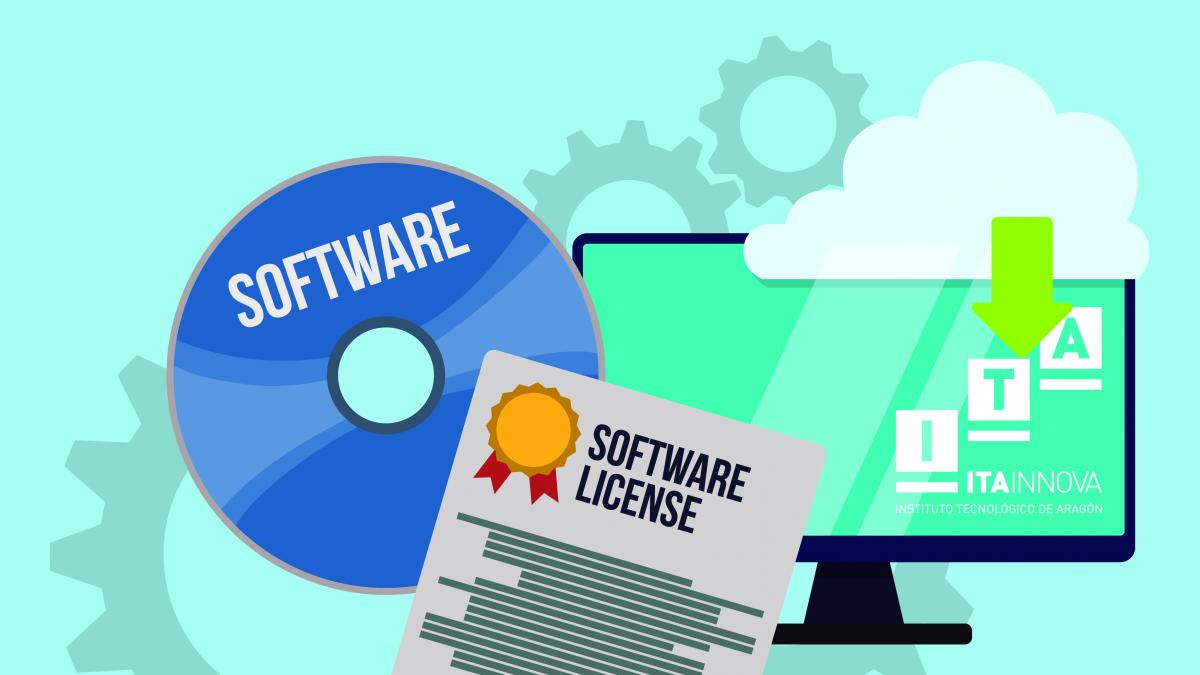 SOFTWARE
SOFTWARE
LICENSE
A
T
I
ITAINNOVA
INSTITUTO TECNOLÓGICO DE ARAGÓN